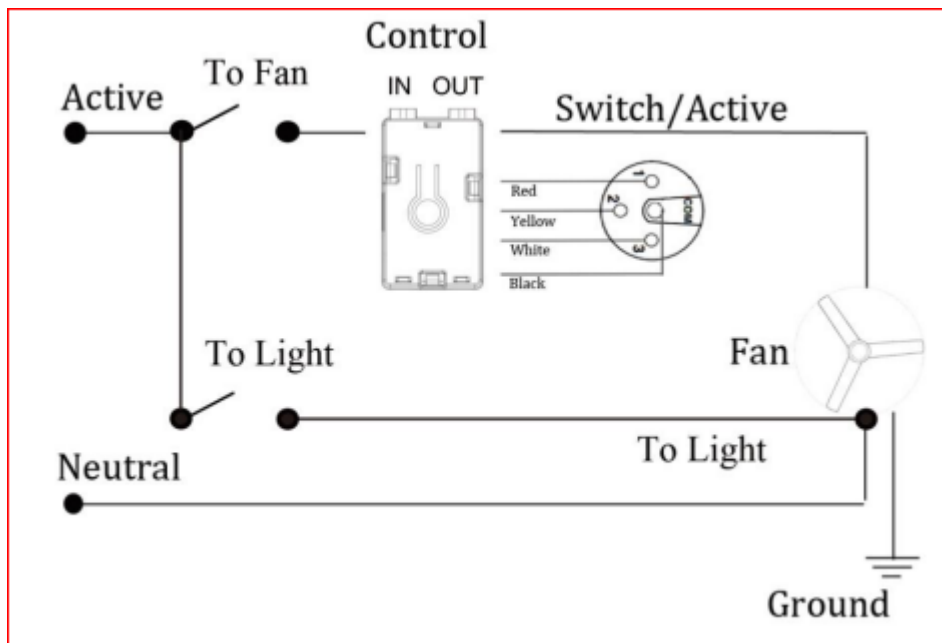 Control
To Fan
IN OUT
Active
Switch/Active
1
Red
2
COM
Yellow
White
3
Black
Fan
To Light
To Light
Neutral
Ground